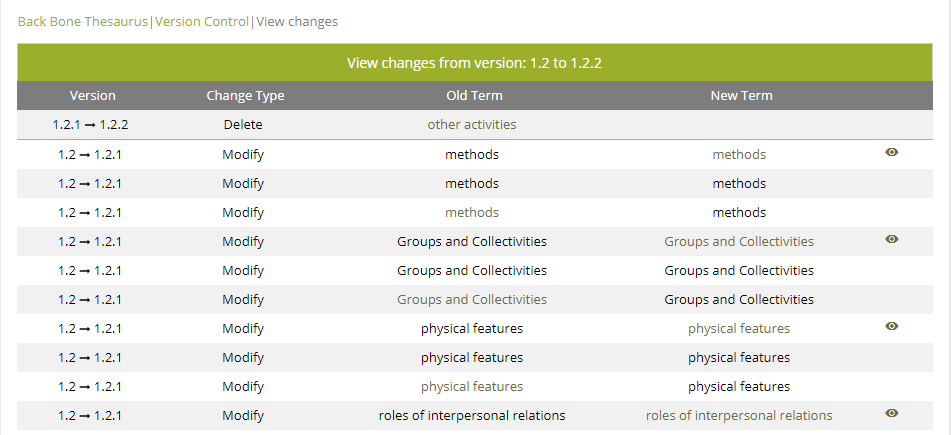 Back Bone Thesaurus|Version Control|View changes
View changes from version: 1.2 to 1.2.2
Version Change Type Old Term New Term
1.2.1 ➞ 1.2.2 Delete other activities
1.2 ➞ 1.2.1 Modify methods methods
1.2 ➞ 1.2.1 Modify methods methods
1.2 ➞ 1.2.1 Modify methods methods
1.2 ➞ 1.2.1 Modify Groups and Collectivities Groups and Collectivities
1.2 ➞ 1.2.1 Modify Groups and Collectivities Groups and Collectivities
1.2 ➞ 1.2.1 Modify Groups and Collectivities Groups and Collectivities
1.2 ➞ 1.2.1 Modify physical features physical features
1.2 ➞ 1.2.1 Modify physical features physical features
1.2 ➞ 1.2.1 Modify physical features physical features
1.2 ➞ 1.2.1 Modify roles of interpersonal relations roles of interpersonal relations